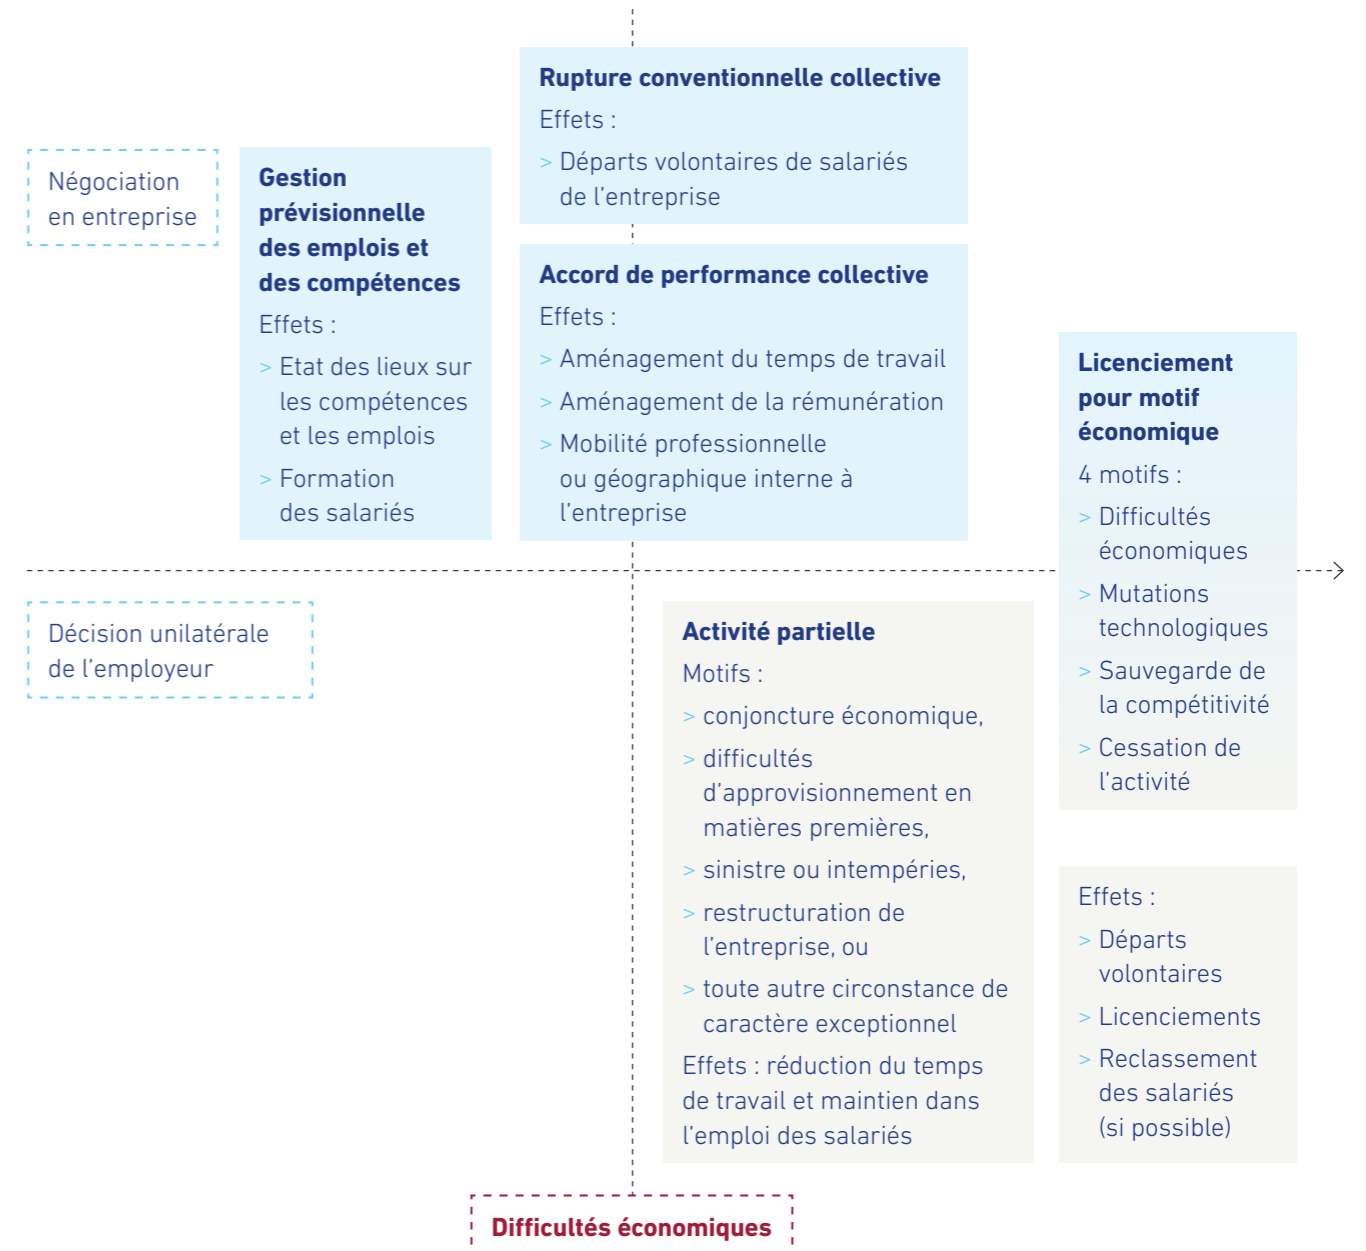 Négociation
en entreprise
Gestion
prévisionnelle
des emplois et
des compétences
Effets :
> Etat des lieux sur
les compétences
et les emplois
> Formation
des salariés
Rupture conventionnelle collective
Effets :
> Départs volontaires de salariés
de l'entreprise
Accord de performance collective
Effets :
> Aménagement du temps de travail
> Aménagement de la rémunération
> Mobilité professionnelle
ou géographique interne à
l'entreprise
Licenciement
pour motif
économique
4 motifs :
> Difficultés
économiques
> Mutations
technologiques
> Sauvegarde de
la compétitivité
> Cessation de
l'activité
Décision unilatérale
de l'employeur
Activité partielle
Motifs :
> conjoncture économique,
> difficultés
d'approvisionnement en
matières premières,
> sinistre ou intempéries,
> restructuration de
l'entreprise, ou
> toute autre circonstance de
caractère exceptionnel
Effets : réduction du temps
de travail et maintien dans
l'emploi des salariés
Effets :
> Départs
volontaires
> Licenciements
> Reclassement
des salariés
(si possible)
Difficultés économiques